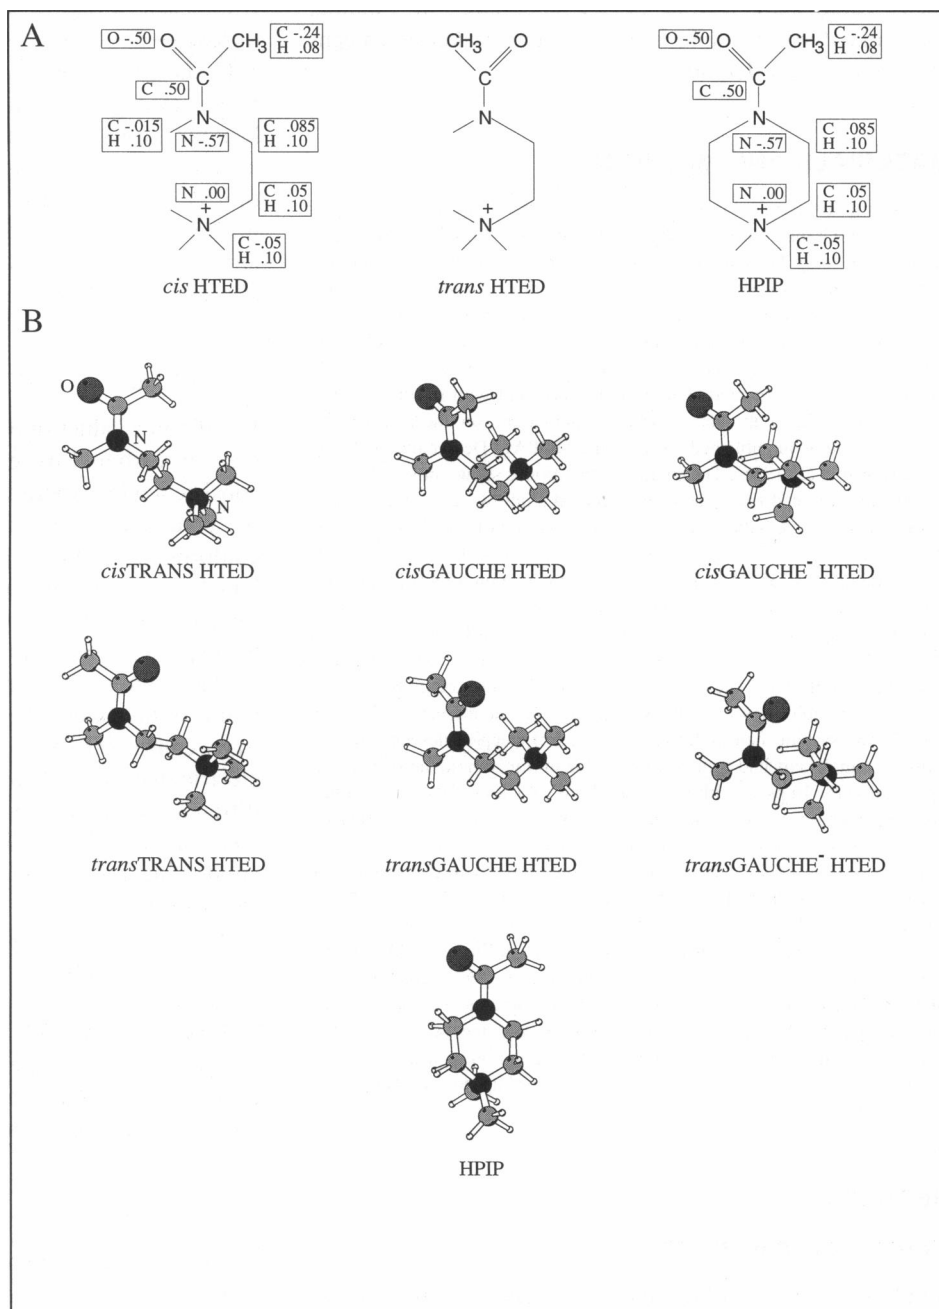 A
O -.50 O CH3 C -.24 H .08
CH3 O
O -.50 O CH3 C -.24 H .08
C .50 C
C
C .50 C
C -.015 H .10 N N -.57 C .085 H .10
N
N N -.57 C .085 H .10
N .00 + N C .05 H .10
+ N
N .00 + N C .05 H .10
C -.05 H .10
C -.05 H .10
cis HTED trans HTED HPIP
B
O N N
cisTRANS HTED cisGAUCHE HTED cisGAUCHE⁻ HTED
transTRANS HTED transGAUCHE HTED transGAUCHE⁻ HTED
HPIP